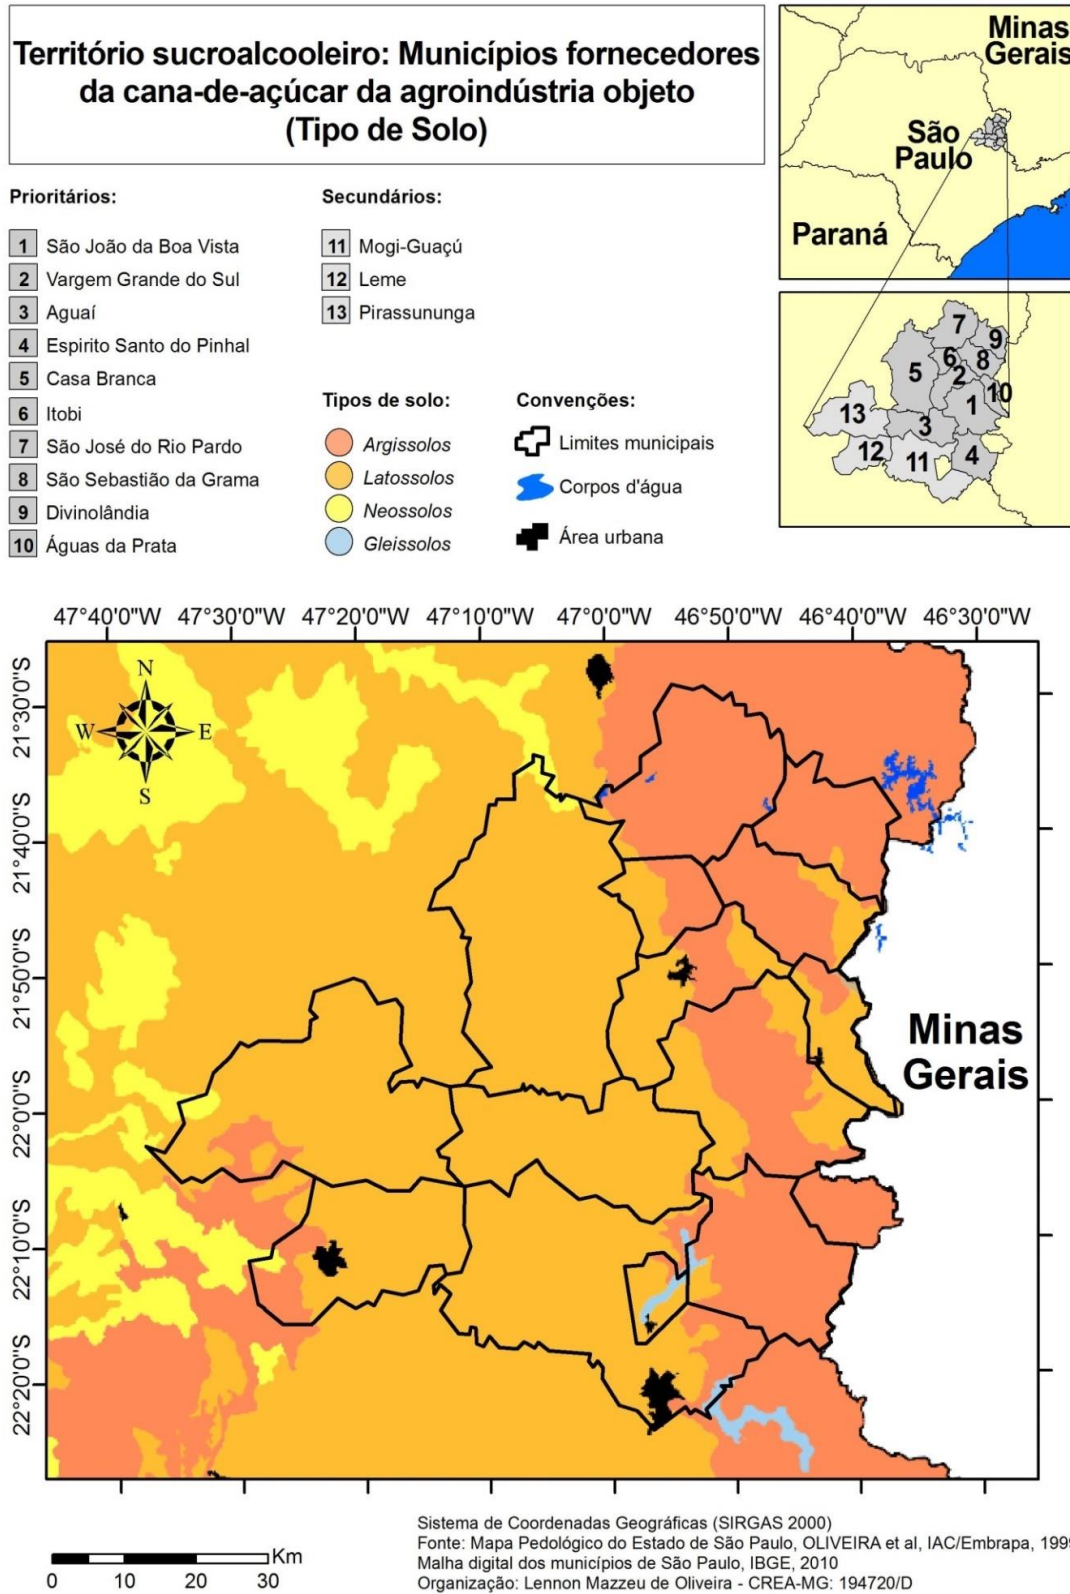 Território sucroalcooleiro: Municípios fornecedores
da cana-de-açúcar da agroindústria objeto
(Tipo de Solo)
Minas
Gerais
São
Paulo
Paraná
Prioritários:
1 São João da Boa Vista
2 Vargem Grande do Sul
3 Aguaí
4 Espirito Santo do Pinhal
5 Casa Branca
6 Itobi
7 São José do Rio Pardo
8 São Sebastião da Grama
9 Divinolândia
10 Águas da Prata
Secundários:
11 Mogi-Guaçú
12 Leme
13 Pirassununga
Tipos de solo:
Argissolos
Latossolos
Neossolos
Gleissolos
Convenções:
Limites municipais
Corpos d'água
Área urbana
7
9
6
8
5
2
10
1
13
3
12
11
4
47°40'0"W 47°30'0"W 47°20'0"W 47°10'0"W 47°0'0"W 46°50'0"W 46°40'0"W 46°30'0"W
21°30'0"S
21°40'0"S
21°50'0"S
22°0'0"S
22°10'0"S
22°20'0"S
N
W E
S
Minas
Gerais
Km
0 10 20 30
Sistema de Coordenadas Geográficas (SIRGAS 2000)
Fonte: Mapa Pedológico do Estado de São Paulo, OLIVEIRA et al, IAC/Embrapa, 1999
Malha digital dos municípios de São Paulo, IBGE, 2010
Organização: Lennon Mazzeu de Oliveira - CREA-MG: 194720/D